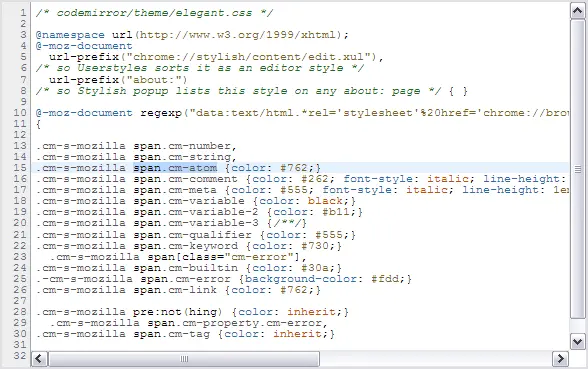 1 /* codemirror/theme/elegant.css */
2
3 @namespace url(http://www.w3.org/1999/xhtml);
4 @-moz-document
5 url-prefix("chrome://stylish/content/edit.xul"),
6 /* so Userstyles sorts it as an editor style */
7 url-prefix("about:")
8 /* so Stylish popup lists this style on any about: page */ { }
9
10 @-moz-document regexp("data:text/html.*rel='stylesheet'%20href='chrome://brow
11 {
12
13 .cm-s-mozilla span.cm-number,
14 .cm-s-mozilla span.cm-string,
15 .cm-s-mozilla span.cm-atom {color: #762;}
16 .cm-s-mozilla span.cm-comment {color: #262; font-style: italic; line-height:
17 .cm-s-mozilla span.cm-meta {color: #555; font-style: italic; line-height: 1em
18 .cm-s-mozilla span.cm-variable {color: black;}
19 .cm-s-mozilla span.cm-variable-2 {color: #b11;}
20 .cm-s-mozilla span.cm-variable-3 {/**/}
21 .cm-s-mozilla span.cm-qualifier {color: #555;}
22 .cm-s-mozilla span.cm-keyword {color: #730;}
23 .cm-s-mozilla span[class="cm-error"],
24 .cm-s-mozilla span.cm-builtin {color: #30a;}
25 .-cm-s-mozilla span.cm-error {background-color: #fdd;}
26 .cm-s-mozilla span.cm-link {color: #762;}
27
28 .cm-s-mozilla pre:not(hing) {color: inherit;}
29 .cm-s-mozilla span.cm-property.cm-error,
30 .cm-s-mozilla span.cm-tag {color: inherit;}
31
32